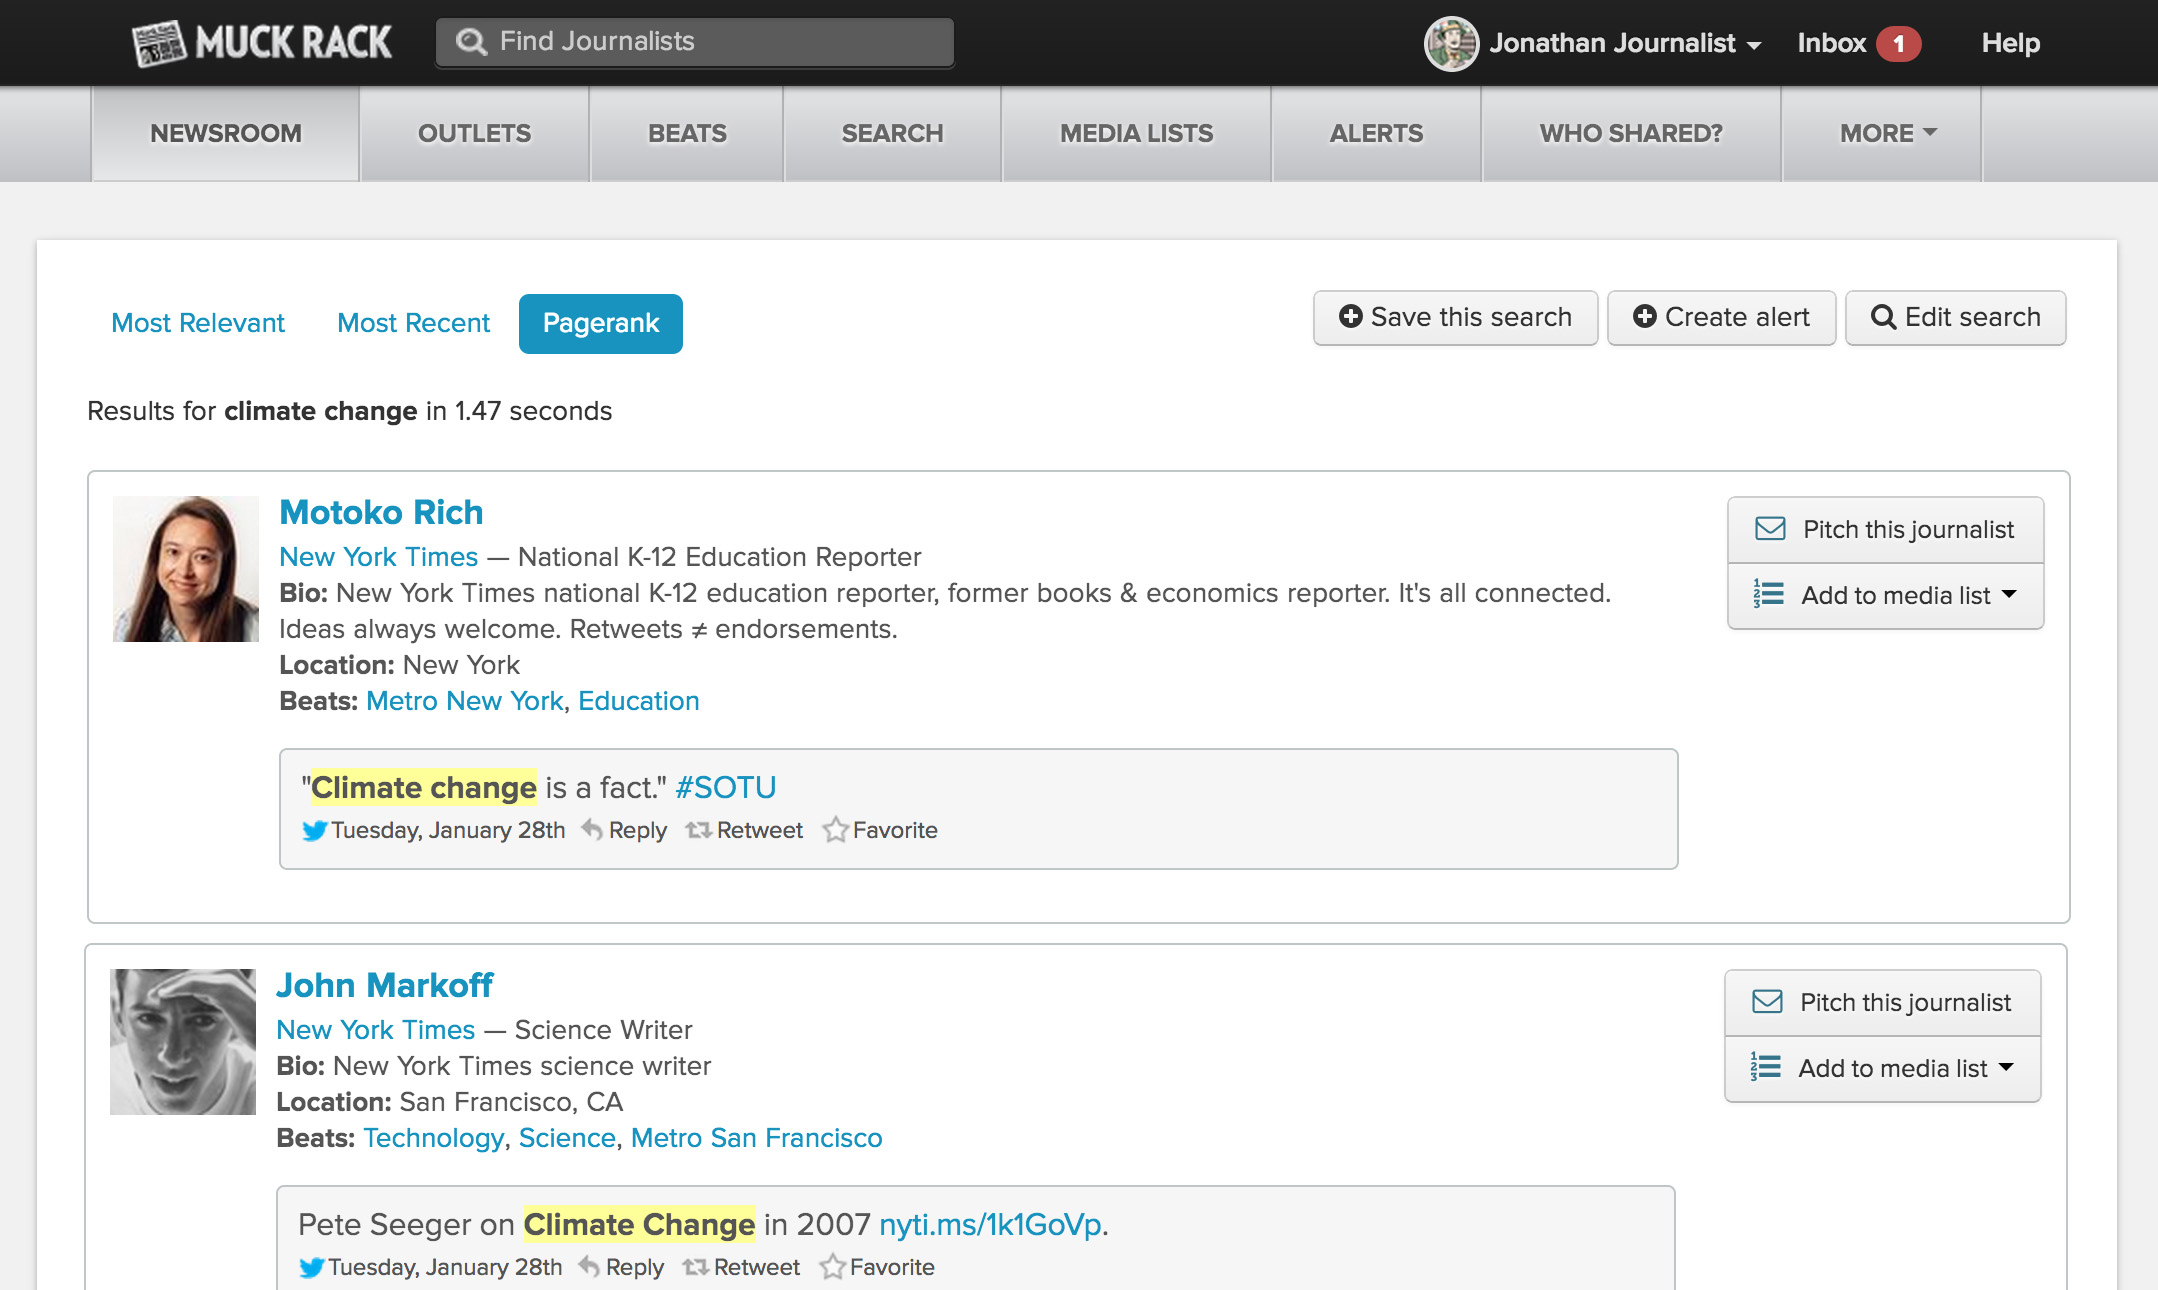 MUCK RACK
Find Journalists
Jonathan Journalist
Inbox 1
Help
NEWSROOM
OUTLETS
BEATS
SEARCH
MEDIA LISTS
ALERTS
WHO SHARED?
MORE
Most Relevant
Most Recent
Pagerank
Save this search
Create alert
Edit search
Results for climate change in 1.47 seconds
Motoko Rich
New York Times — National K-12 Education Reporter
Bio: New York Times national K-12 education reporter, former books & economics reporter. It's all connected.
Ideas always welcome. Retweets ≠ endorsements.
Location: New York
Beats: Metro New York, Education
Pitch this journalist
Add to media list
"Climate change is a fact." #SOTU
Tuesday, January 28th Reply Retweet Favorite
John Markoff
New York Times — Science Writer
Bio: New York Times science writer
Location: San Francisco, CA
Beats: Technology, Science, Metro San Francisco
Pitch this journalist
Add to media list
Pete Seeger on Climate Change in 2007 nyti.ms/1k1GoVp.
Tuesday, January 28th Reply Retweet Favorite